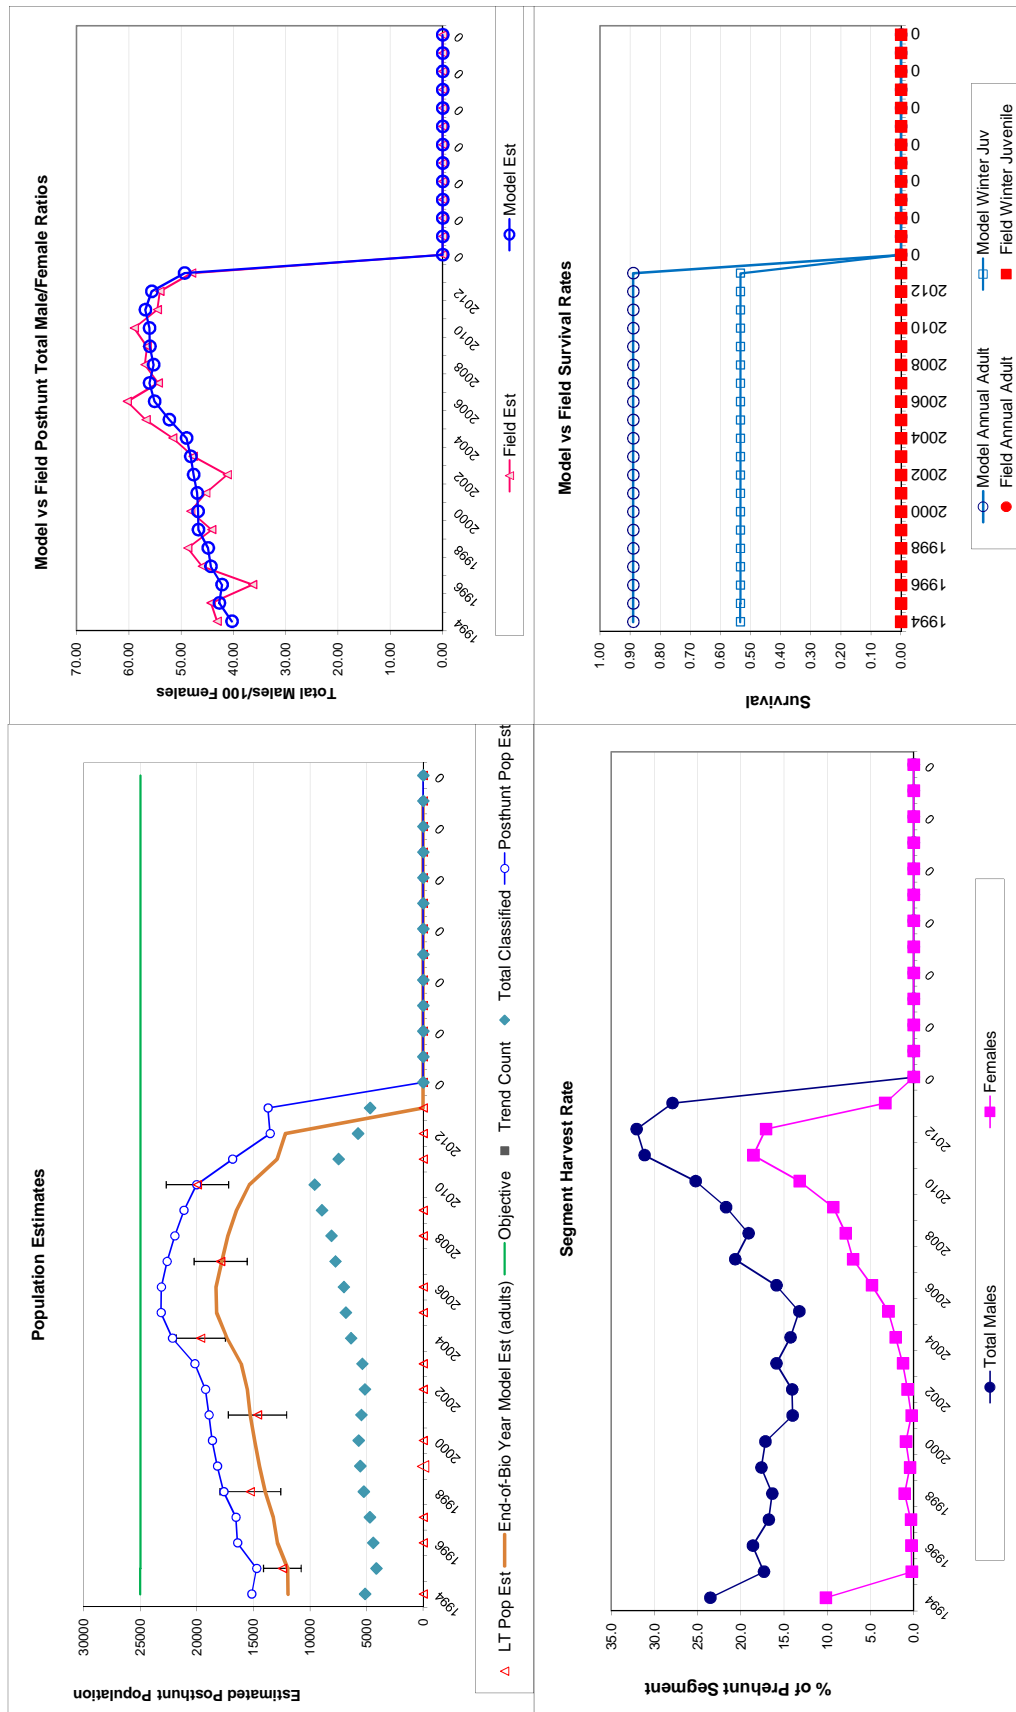 Population Estimates
Estimated Posthunt Population
30000
25000
20000
15000
10000
5000
0
1994 1996 1998 2000 2002 2004 2006 2008 2010 2012 0 0 0 0 0 0 0
LT Pop Est End-of-Bio Year Model Est (adults) Objective Trend Count Total Classified Posthunt Pop Est
Model vs Field Posthunt Total Male/Female Ratios
Total Males/100 Females
70.00
60.00
50.00
40.00
30.00
20.00
10.00
0.00
1994 1996 1998 2000 2002 2004 2006 2008 2010 2012 0 0 0 0 0 0 0
Field Est Model Est
Segment Harvest Rate
% of Prehunt Segment
35.0
30.0
25.0
20.0
15.0
10.0
5.0
0.0
1994 1996 1998 2000 2002 2004 2006 2008 2010 2012 0 0 0 0 0 0 0
Total Males Females
Model vs Field Survival Rates
Survival
1.00
0.90
0.80
0.70
0.60
0.50
0.40
0.30
0.20
0.10
0.00
1994 1996 1998 2000 2002 2004 2006 2008 2010 2012 0 0 0 0 0 0 0
Model Annual Adult Model Winter Juv
Field Annual Adult Field Winter Juvenile